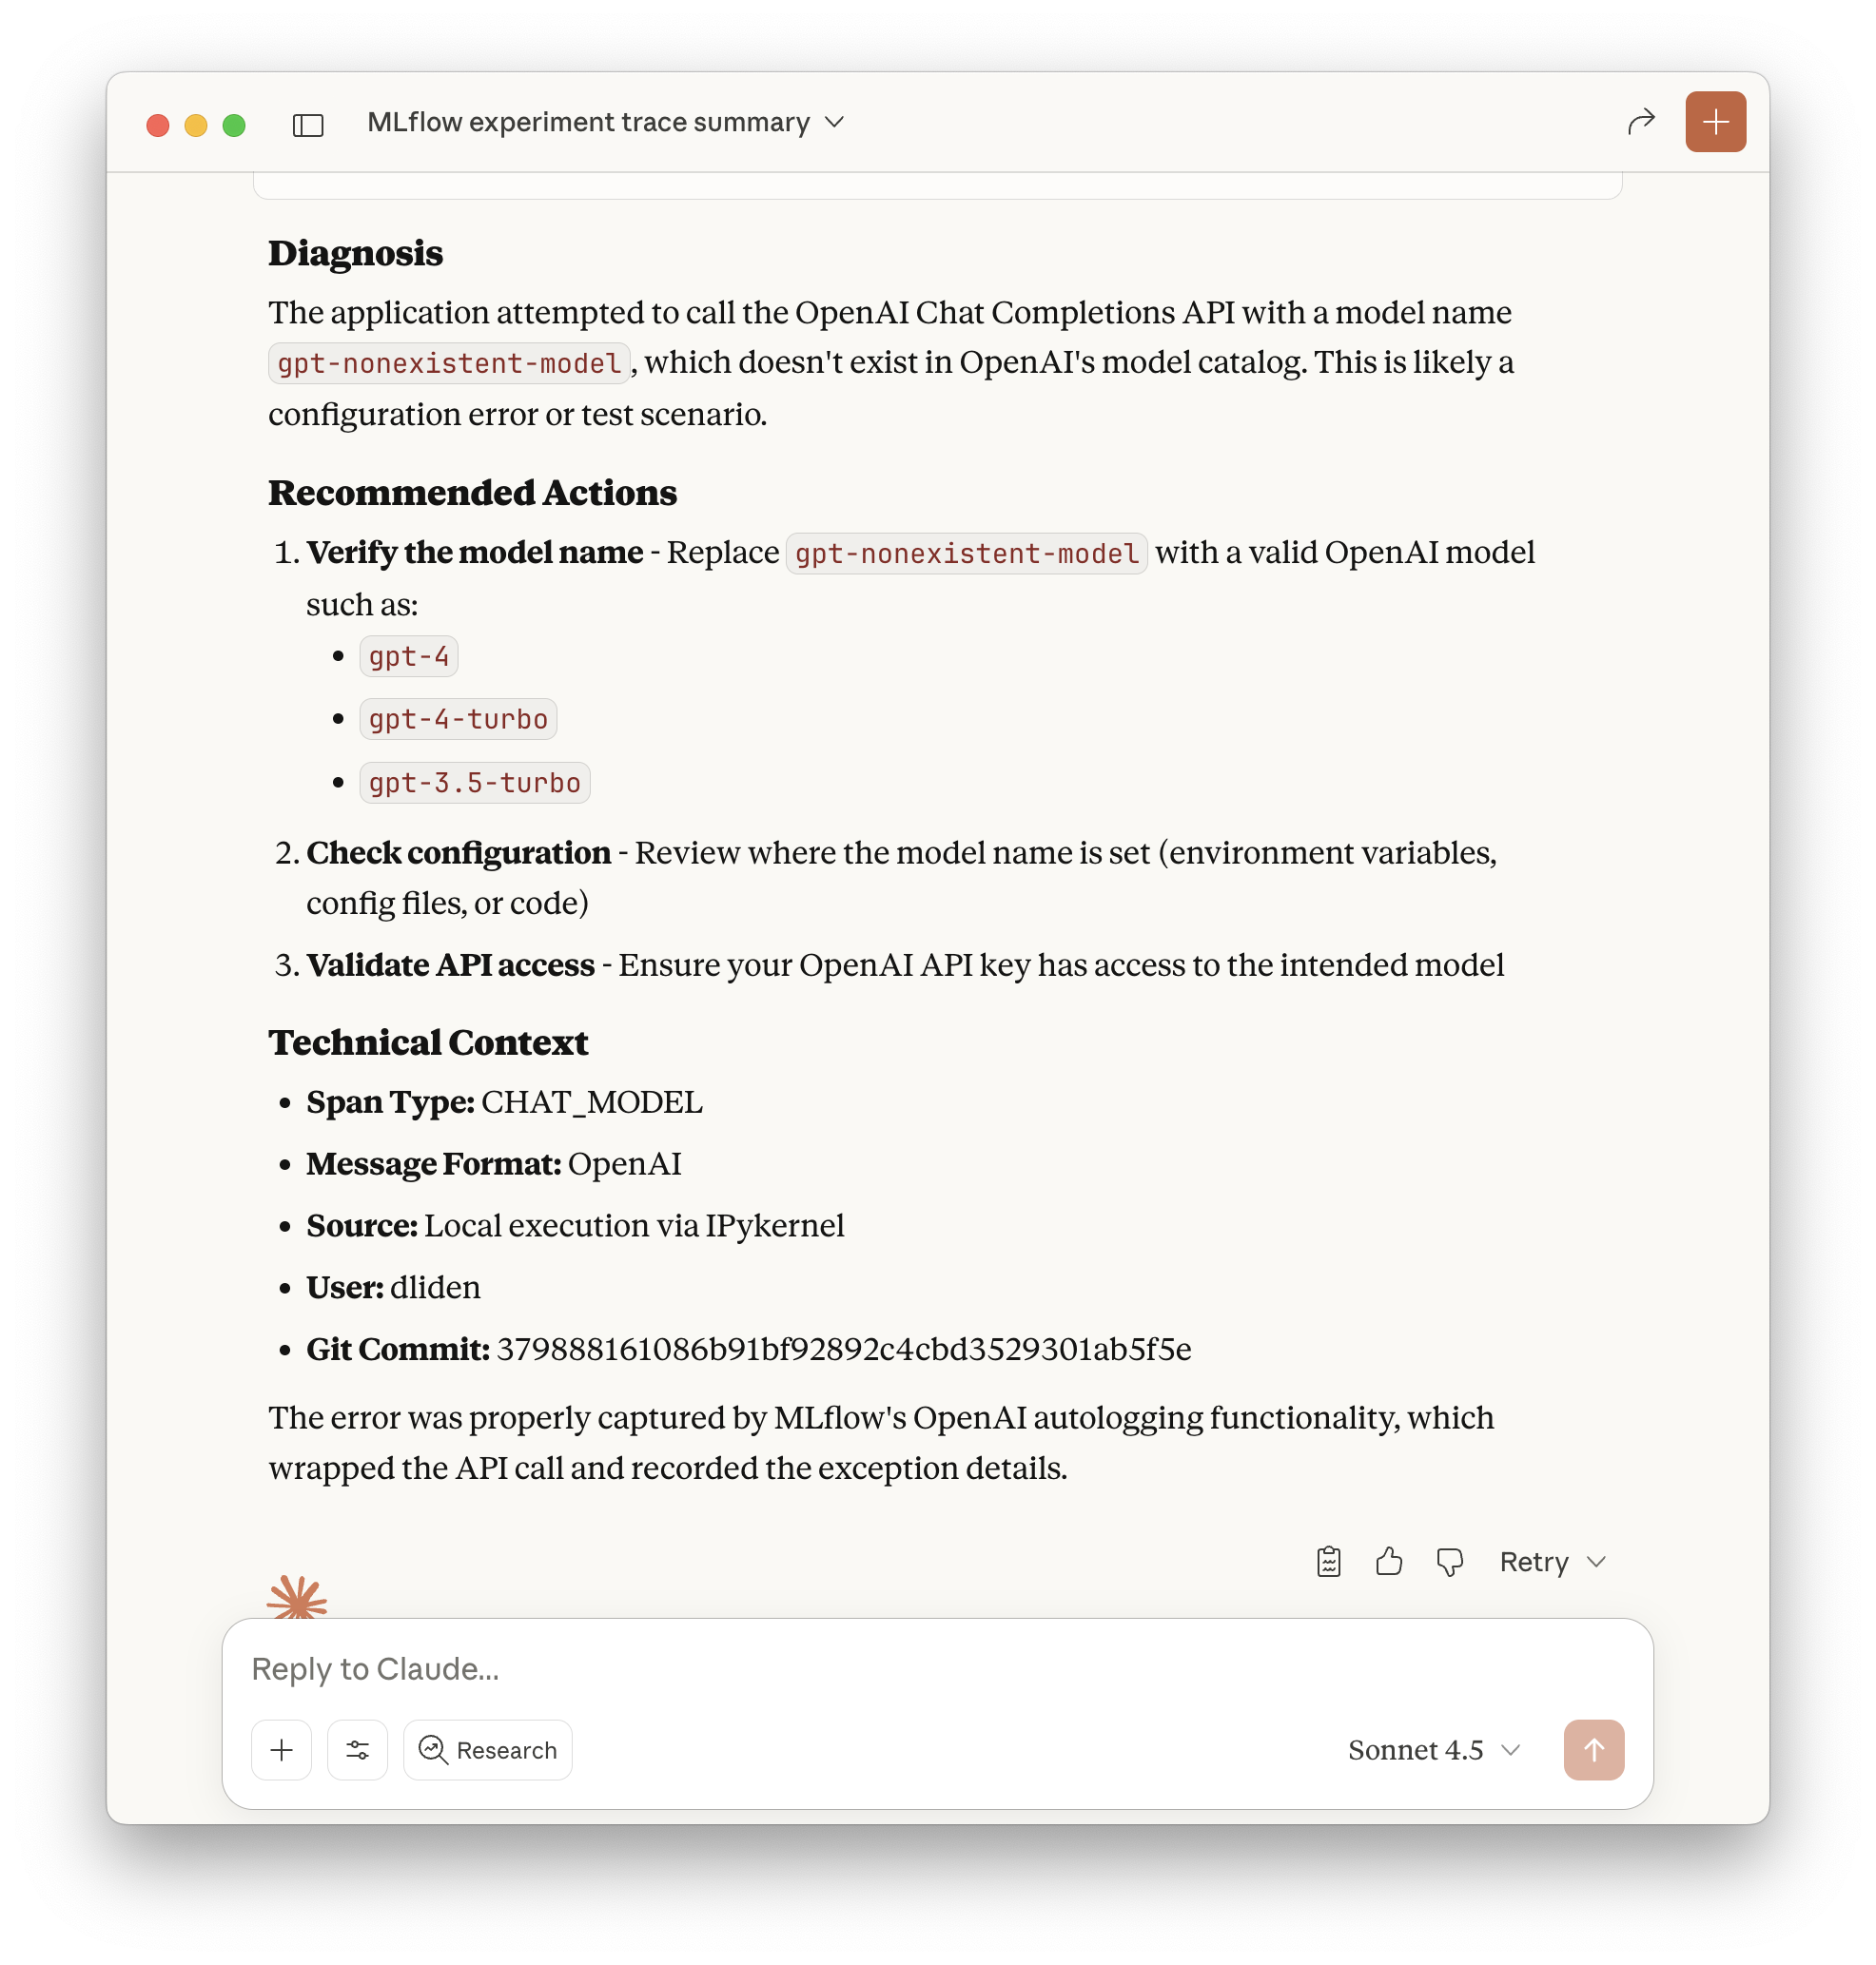 MLflow experiment trace summary
Diagnosis
The application attempted to call the OpenAI Chat Completions API with a model name
gpt-nonexistent-model, which doesn't exist in OpenAI's model catalog. This is likely a
configuration error or test scenario.
Recommended Actions
1. Verify the model name - Replace gpt-nonexistent-model with a valid OpenAI model
such as:
• gpt-4
• gpt-4-turbo
• gpt-3.5-turbo
2. Check configuration - Review where the model name is set (environment variables,
config files, or code)
3. Validate API access - Ensure your OpenAI API key has access to the intended model
Technical Context
• Span Type: CHAT_MODEL
• Message Format: OpenAI
• Source: Local execution via IPykernel
• User: dliden
• Git Commit: 379888161086b91bf92892c4cbd3529301ab5f5e
The error was properly captured by MLflow's OpenAI autologging functionality, which
wrapped the API call and recorded the exception details.
Retry
Reply to Claude...
Research
Sonnet 4.5